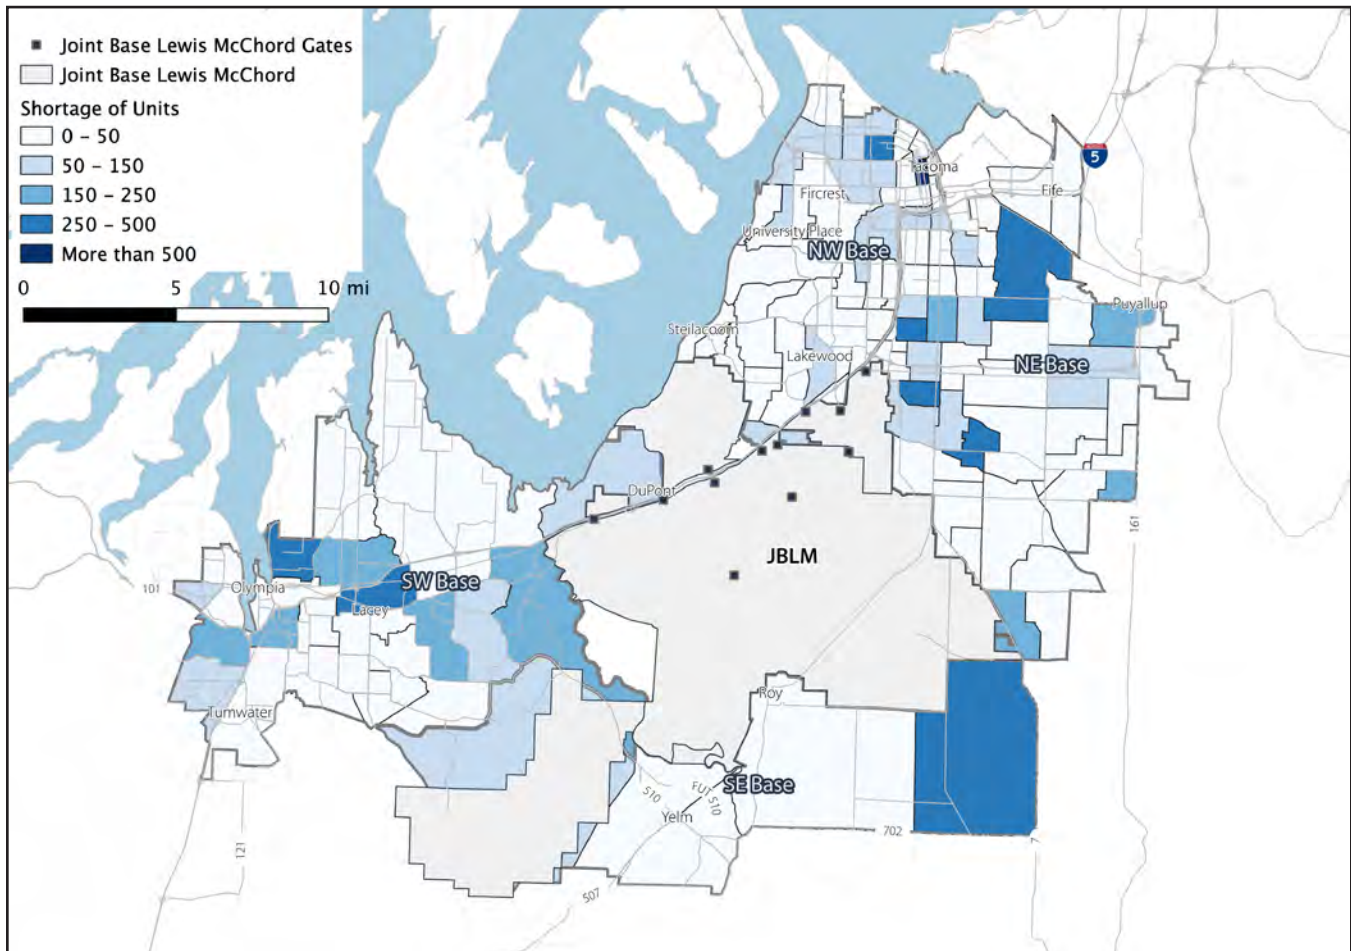 Joint Base Lewis McChord Gates
Joint Base Lewis McChord
Shortage of Units
0 – 50
50 – 150
150 – 250
250 – 500
More than 500
0 5 10 mi
5
Tacoma
Fife
Fircrest
University Place
NW Base
Puyallup
Steilacoom
Lakewood
NE Base
DuPont
161
JBLM
SW Base
101
Olympia
Lacey
Roy
Tumwater
SE Base
510
FUT 510
Yelm
702
7
121
507